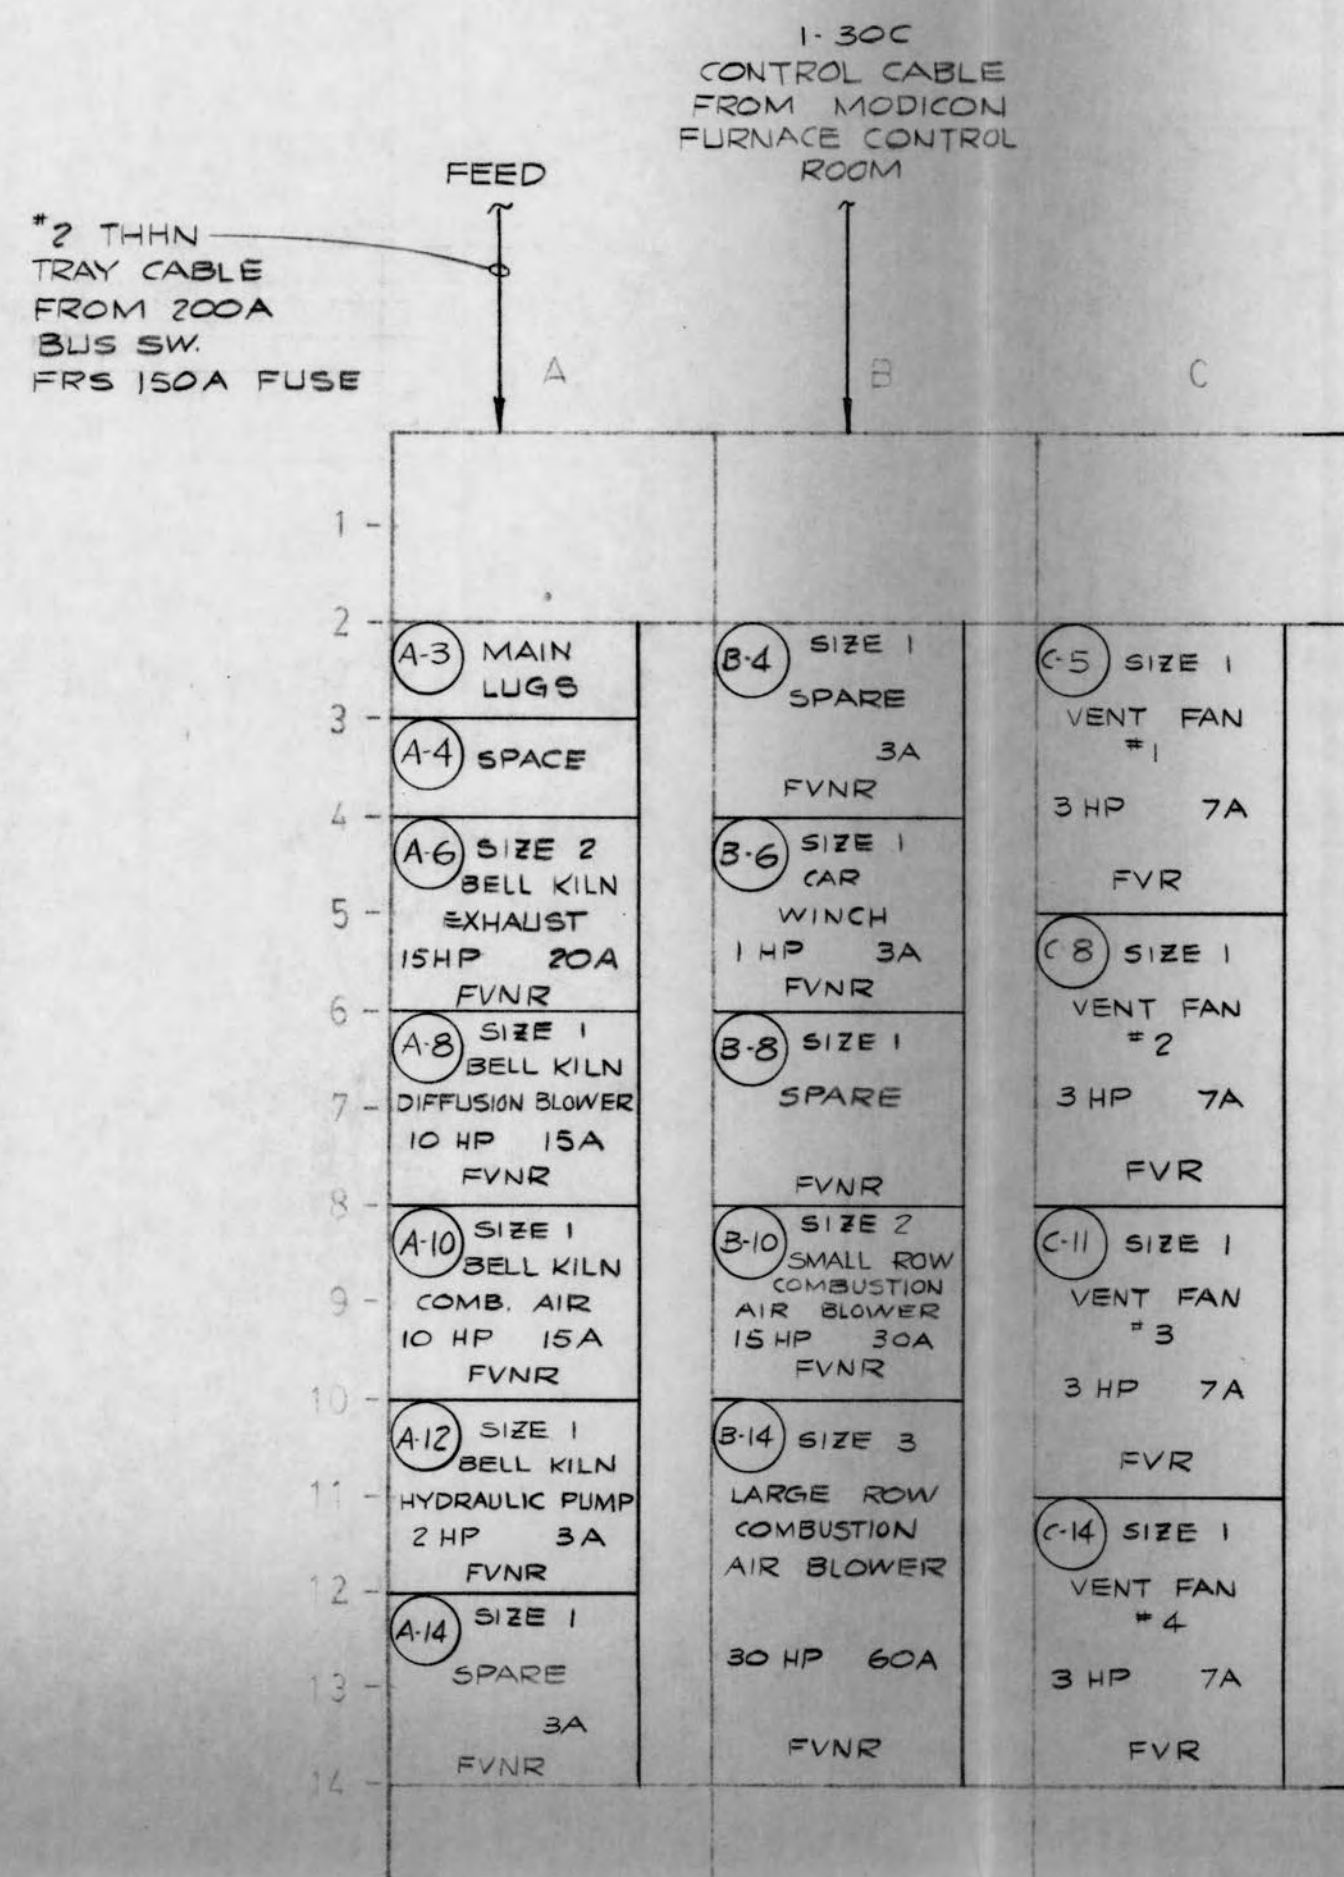 1-30C
CONTROL CABLE
FROM MODICON
FURNACE CONTROL
ROOM
FEED
#2 THHN
TRAY CABLE
FROM 200A
BUS SW.
FRS 150A FUSE
A
B
C
1
2
3
4
5
6
7
8
9
10
11
12
13
14
A-3 MAIN
LUGS
A-4 SPACE
A-6 SIZE 2
BELL KILN
EXHAUST
15HP 20A
FVNR
A-8 SIZE 1
BELL KILN
DIFFUSION BLOWER
10 HP 15A
FVNR
A-10 SIZE 1
BELL KILN
COMB. AIR
10 HP 15A
FVNR
A-12 SIZE 1
BELL KILN
HYDRAULIC PUMP
2 HP 3A
FVNR
A-14 SIZE 1
SPARE
3A
FVNR
B-4 SIZE 1
SPARE
3A
FVNR
B-6 SIZE 1
CAR
WINCH
1 HP 3A
FVNR
B-8 SIZE 1
SPARE
FVNR
B-10 SIZE 2
SMALL ROW
COMBUSTION
AIR BLOWER
15 HP 30A
FVNR
B-14 SIZE 3
LARGE ROW
COMBUSTION
AIR BLOWER
30 HP 60A
FVNR
C-5 SIZE 1
VENT FAN
#1
3 HP 7A
FVR
C-8 SIZE 1
VENT FAN
#2
3 HP 7A
FVR
C-11 SIZE 1
VENT FAN
#3
3 HP 7A
FVR
C-14 SIZE 1
VENT FAN
#4
3 HP 7A
FVR